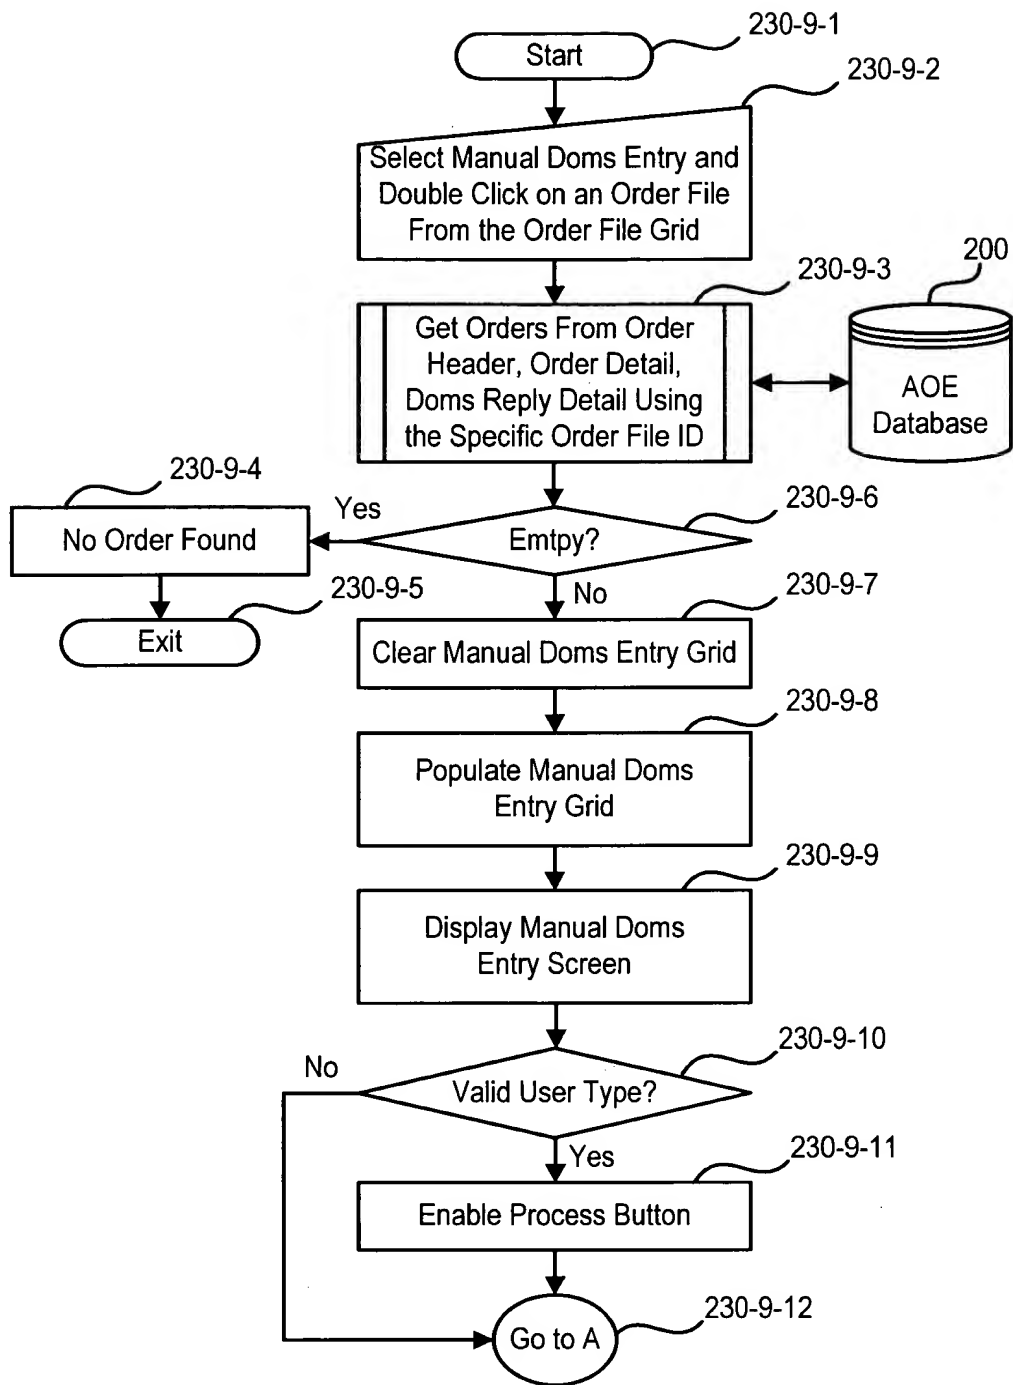 230-9-1
Start
230-9-2
Select Manual Doms Entry and
Double Click on an Order File
From the Order File Grid
230-9-3
200
Get Orders From Order
Header, Order Detail,
Doms Reply Detail Using
the Specific Order File ID
AOE
Database
230-9-4
Yes
230-9-6
No Order Found
Emtpy?
230-9-5
No
230-9-7
Exit
Clear Manual Doms Entry Grid
230-9-8
Populate Manual Doms
Entry Grid
230-9-9
Display Manual Doms
Entry Screen
230-9-10
No
Valid User Type?
Yes
230-9-11
Enable Process Button
230-9-12
Go to A